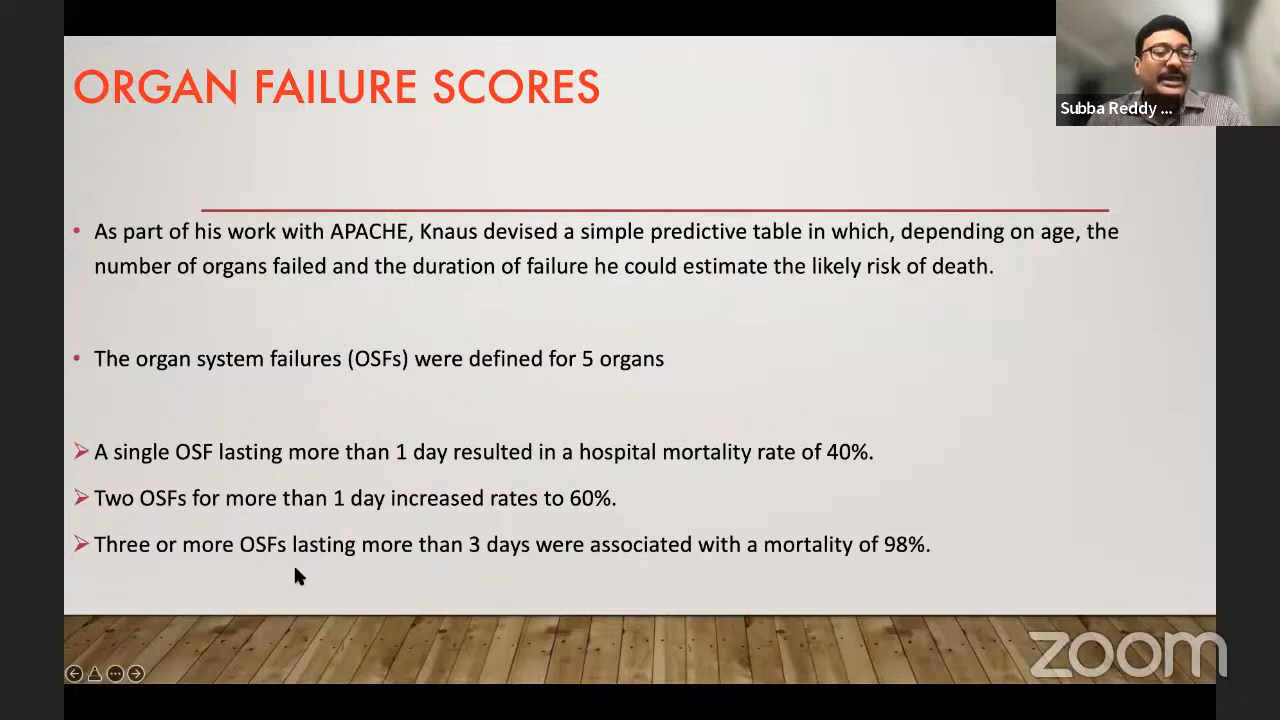 ORGAN FAILURE SCORES
Subba Reddy ...
• As part of his work with APACHE, Knaus devised a simple predictive table in which, depending on age, the
number of organs failed and the duration of failure he could estimate the likely risk of death.
• The organ system failures (OSFs) were defined for 5 organs
➢ A single OSF lasting more than 1 day resulted in a hospital mortality rate of 40%.
➢ Two OSFs for more than 1 day increased rates to 60%.
➢ Three or more OSFs lasting more than 3 days were associated with a mortality of 98%.
zoom